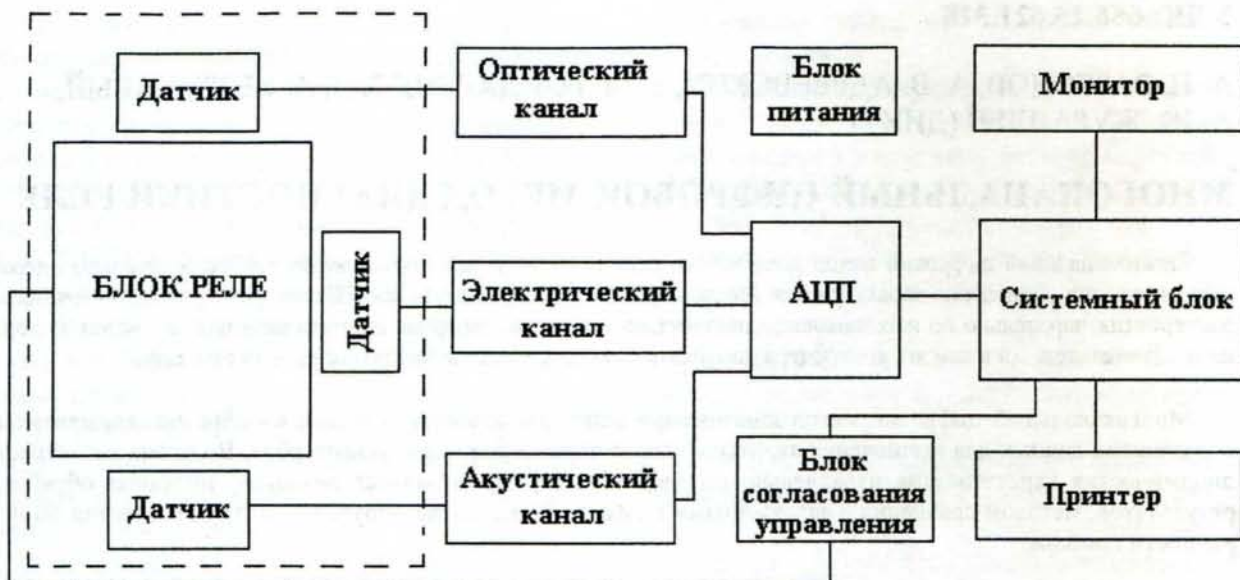 Датчик
БЛОК РЕЛЕ
Датчик
Датчик
Оптический
канал
Электрический
канал
Акустический
канал
Блок
питания
АЦП
Блок
согласования
управления
Монитор
Системный блок
Принтер